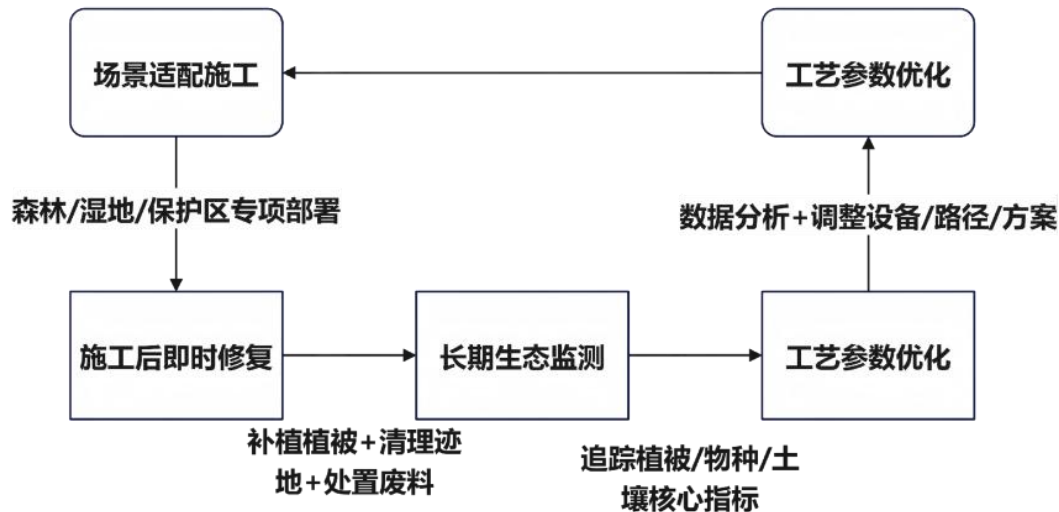 场景适配施工
工艺参数优化
森林/湿地/保护区专项部署
数据分析+调整设备/路径/方案
施工后即时修复
长期生态监测
工艺参数优化
补植植被+清理迹
地+处置废料
追踪植被/物种/土
壤核心指标